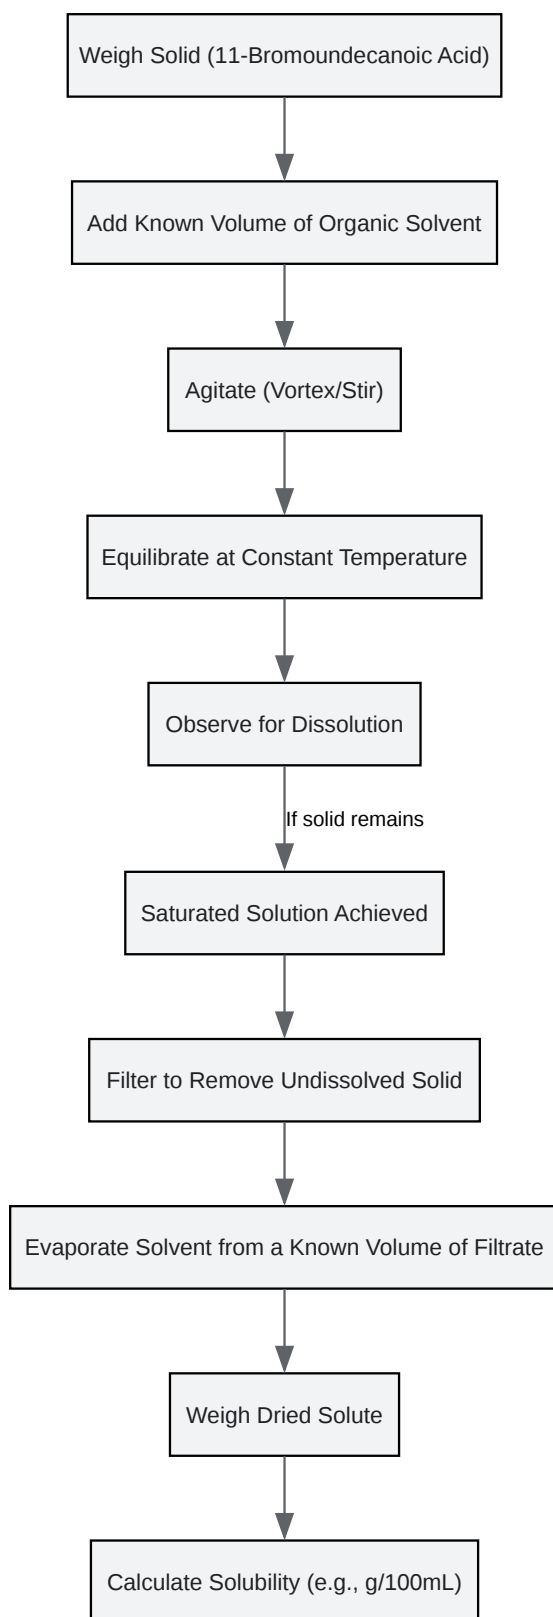 Weigh Solid (11-Bromoundecanoic Acid)
Add Known Volume of Organic Solvent
Agitate (Vortex/Stir)
Equilibrate at Constant Temperature
Observe for Dissolution
If solid remains
Saturated Solution Achieved
Filter to Remove Undissolved Solid
Evaporate Solvent from a Known Volume of Filtrate
Weigh Dried Solute
Calculate Solubility (e.g., g/100mL)